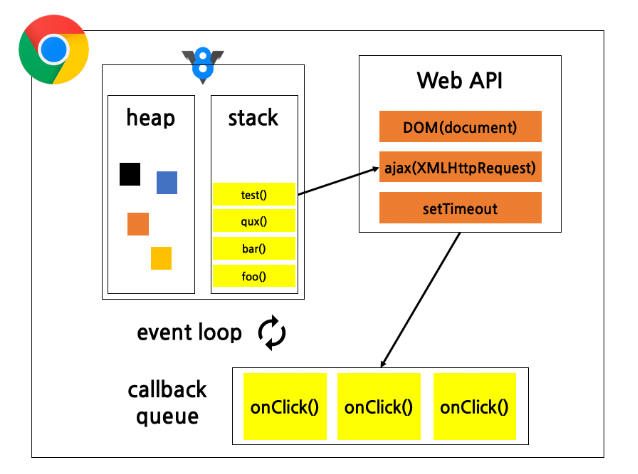 Web API
heap
stack
DOM(document)
ajax(XMLHttpRequest)
setTimeout
test()
qux()
bar()
foo()
event loop
callback
queue
onClick()
onClick()
onClick()